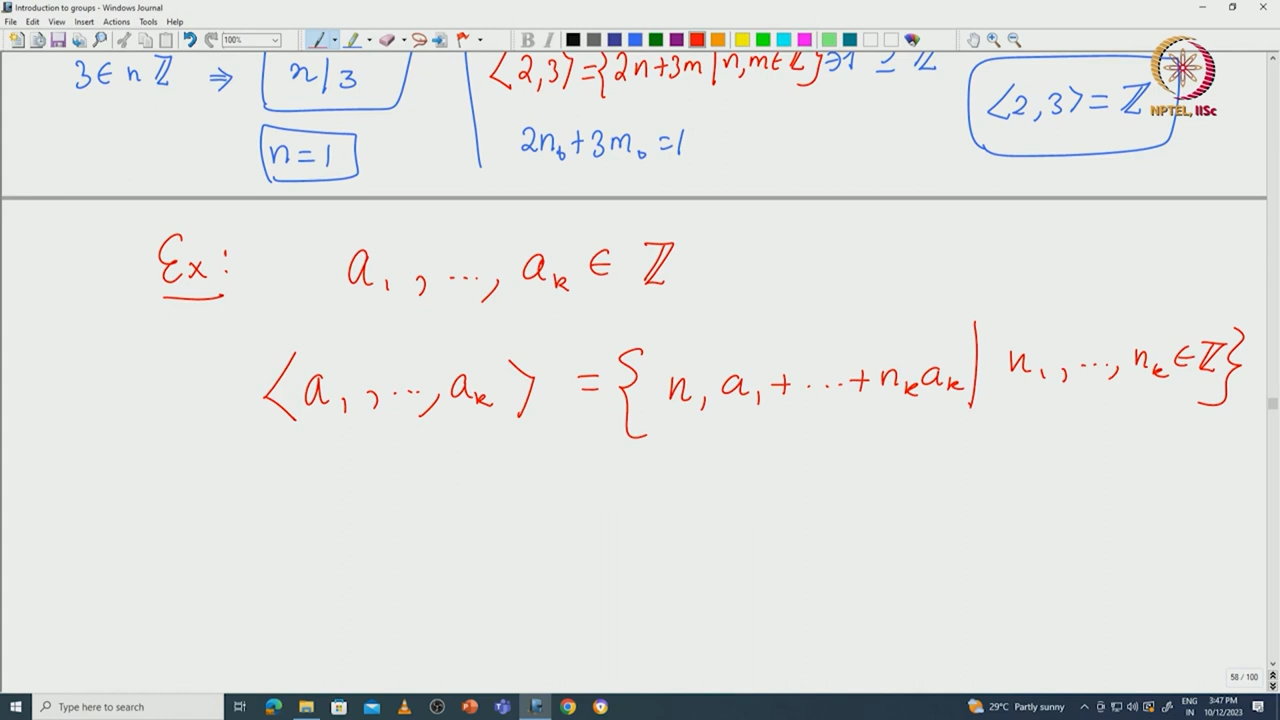 Introduction to groups - Windows Journal
File Edit View Insert Actions Tools Help
100%
B I
3 ∈ n ℤ ⇒ n | 3
n = 1
⟨2,3⟩ = {2n+3m | n,m ∈ ℤ} ∋ 1 ≤ ℤ
2n₀ + 3m₀ = 1
⟨2,3⟩ = ℤ
NPTEL, IISc
Ex: a₁, ..., aₖ ∈ ℤ
⟨a₁, ..., aₖ⟩ = { n₁a₁ + ... + nₖaₖ | n₁, ..., nₖ ∈ ℤ }
58 / 100
Type here to search
29°C Partly sunny
ENG
IN
3:47 PM
10/12/2023